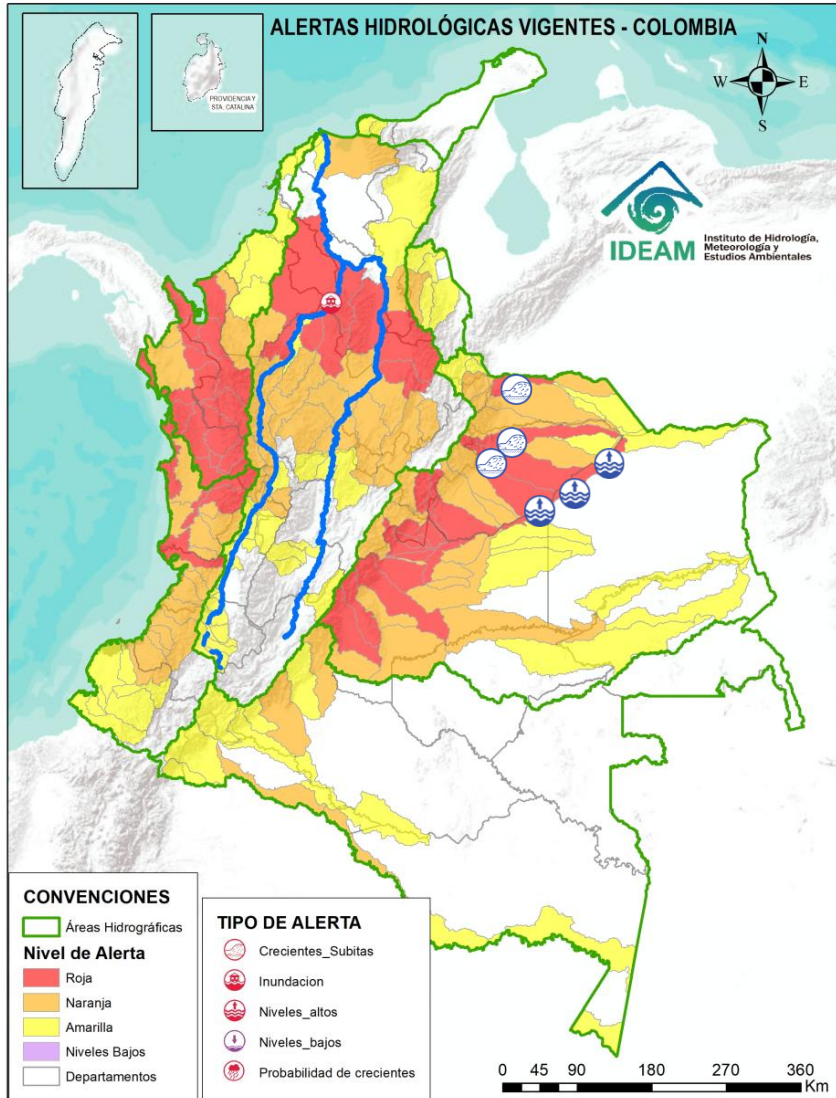 ALERTAS HIDROLÓGICAS VIGENTES - COLOMBIA
PROVIDENCIA Y
STA. CATALINA
N
W
E
S
IDEAM
Instituto de Hidrología,
Meteorología y
Estudios Ambientales
CONVENCIONES
Áreas Hidrográficas
Nivel de Alerta
Roja
Naranja
Amarilla
Niveles Bajos
Departamentos
TIPO DE ALERTA
Crecientes_Subitas
Inundacion
Niveles_altos
Niveles_bajos
Probabilidad de crecientes
0 45 90 180 270 360
Km